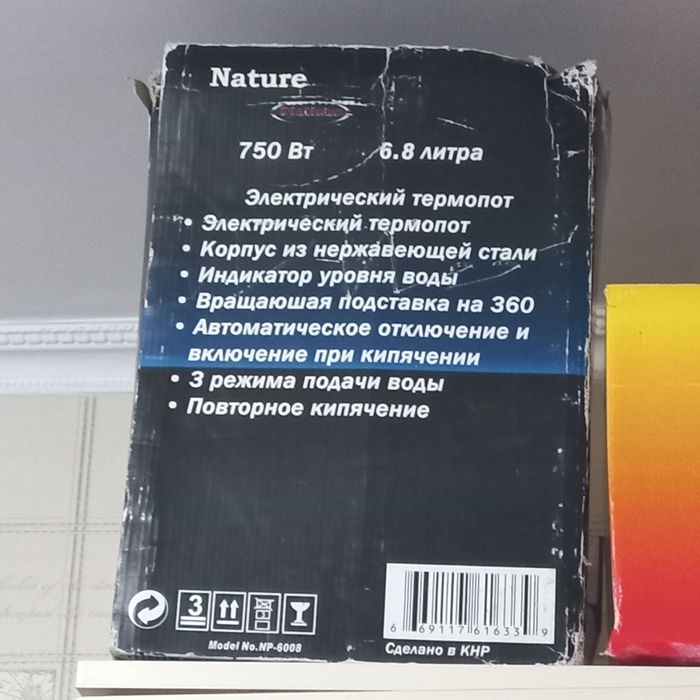 Nature
750 Вт 6.8 литра
Электрический термопот
• Электрический термопот
• Корпус из нержавеющей стали
• Индикатор уровня воды
• Вращаюшая подставка на 360
• Автоматическое отключение и
включение при кипячении
• 3 режима подачи воды
• Повторное кипячение
3
6 69117 61633 9
Model No.NP-6008
Сделано в КНР